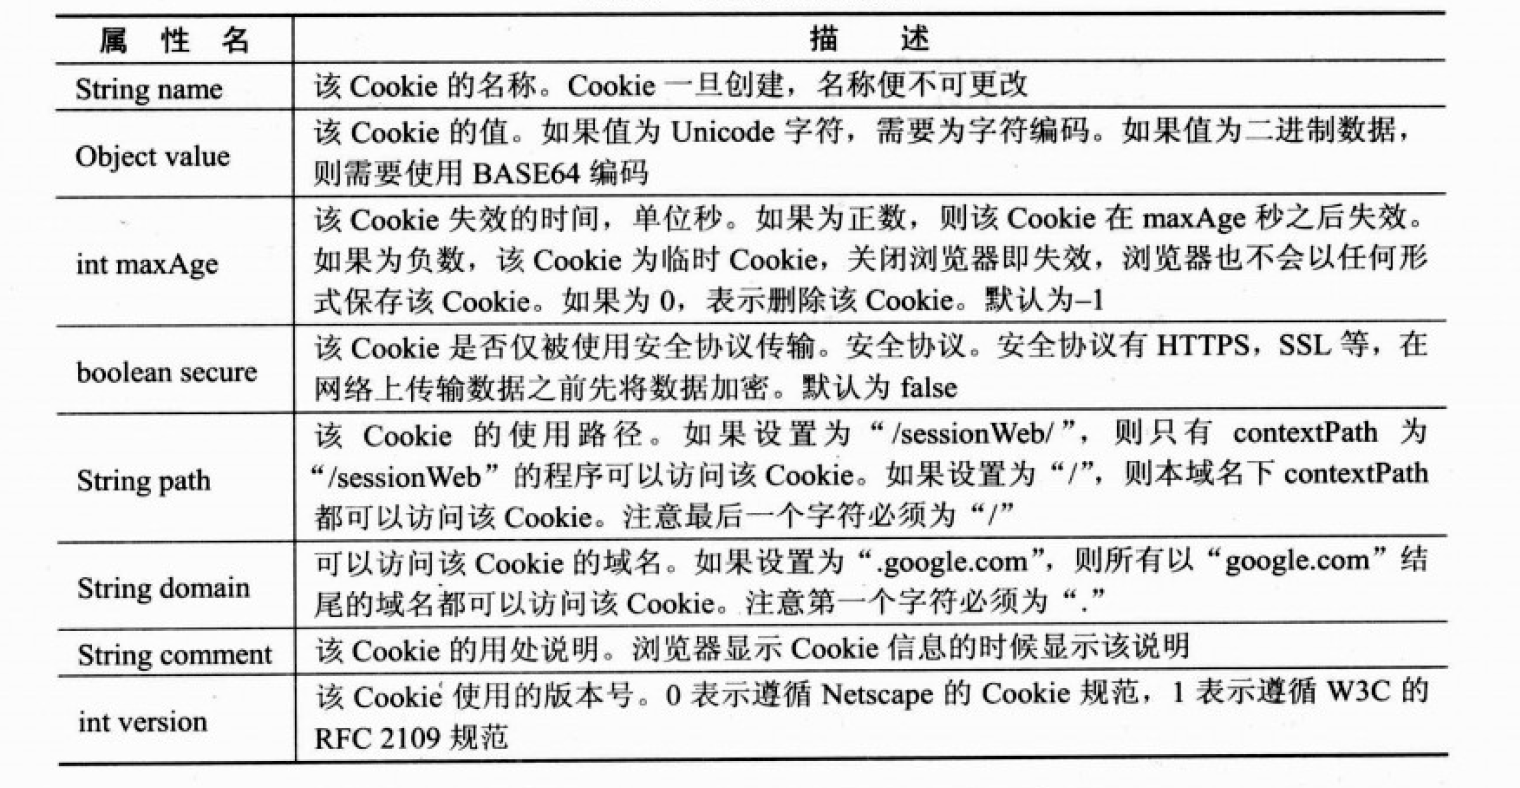 属 性 名 描 述
String name 该 Cookie 的名称。Cookie 一旦创建，名称便不可更改
Object value 该 Cookie 的值。如果值为 Unicode 字符，需要为字符编码。如果值为二进制数据，
则需要使用 BASE64 编码
int maxAge 该 Cookie 失效的时间，单位秒。如果为正数，则该 Cookie 在 maxAge 秒之后失效。
如果为负数，该 Cookie 为临时 Cookie，关闭浏览器即失效，浏览器也不会以任何形
式保存该 Cookie。如果为 0，表示删除该 Cookie。默认为–1
boolean secure 该 Cookie 是否仅被使用安全协议传输。安全协议。安全协议有 HTTPS，SSL 等，在
网络上传输数据之前先将数据加密。默认为 false
String path 该 Cookie 的使用路径。如果设置为“/sessionWeb/”，则只有 contextPath 为
“/sessionWeb”的程序可以访问该 Cookie。如果设置为“/”，则本域名下 contextPath
都可以访问该 Cookie。注意最后一个字符必须为“/”
String domain 可以访问该 Cookie 的域名。如果设置为“.google.com”，则所有以“google.com”结
尾的域名都可以访问该 Cookie。注意第一个字符必须为“.”
String comment 该 Cookie 的用处说明。浏览器显示 Cookie 信息的时候显示该说明
int version 该 Cookie 使用的版本号。0 表示遵循 Netscape 的 Cookie 规范，1 表示遵循 W3C 的
RFC 2109 规范